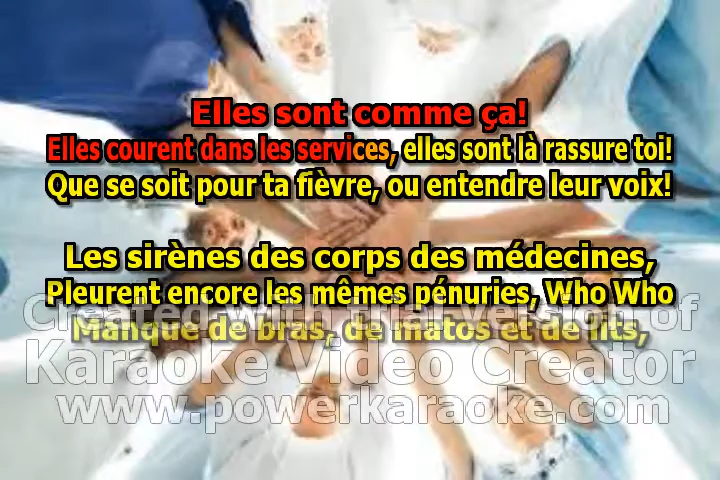 Elles sont comme ça!
Elles courent dans les services, elles sont là rassure toi!
Que se soit pour ta fièvre, ou entendre leur voix!
Les sirènes des corps des médecines,
Pleurent encore les mêmes pénuries, Who Who
Created with trial version of
Manque de bras, de matos et de lits,
Karaoke Video Creator
www.powerkaraoke.com